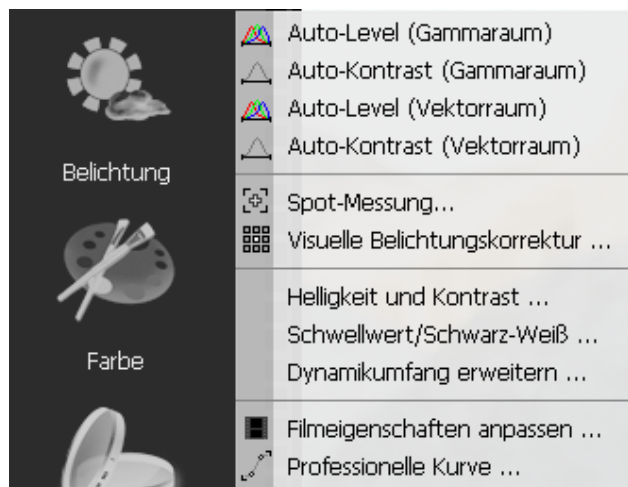 Belichtung
Farbe
Auto-Level (Gammaraum)
Auto-Kontrast (Gammaraum)
Auto-Level (Vektorraum)
Auto-Kontrast (Vektorraum)
Spot-Messung...
Visuelle Belichtungskorrektur ...
Helligkeit und Kontrast ...
Schwellwert/Schwarz-Weiß ...
Dynamikumfang erweitern ...
Filmeigenschaften anpassen ...
Professionelle Kurve ...